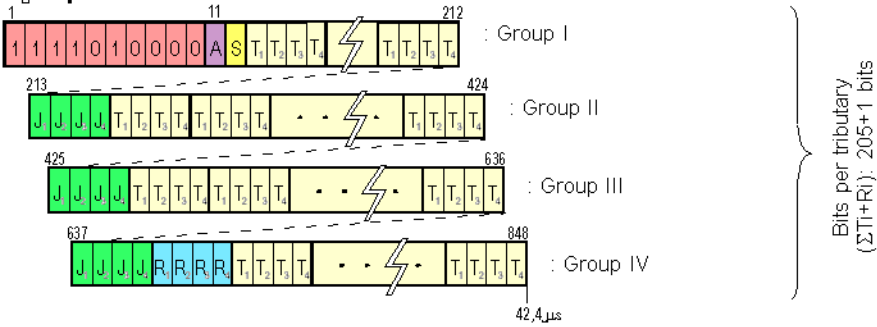 1 11 212
1 1 1 1 0 1 0 0 0 0 A S T₁ T₂ T₃ T₄ T₁ T₂ T₃ T₄ : Group I
213 424
J₁ J₂ J₃ J₄ T₁ T₂ T₃ T₄ T₁ T₂ T₃ T₄ T₁ T₂ T₃ T₄ : Group II
425 636
J₁ J₂ J₃ J₄ T₁ T₂ T₃ T₄ T₁ T₂ T₃ T₄ T₁ T₂ T₃ T₄ : Group III
637 848
J₁ J₂ J₃ J₄ R₁ R₂ R₃ R₄ T₁ T₂ T₃ T₄ T₁ T₂ T₃ T₄ : Group IV
42,4µs
Bits per tributary
(ΣTi+Ri): 205+1 bits